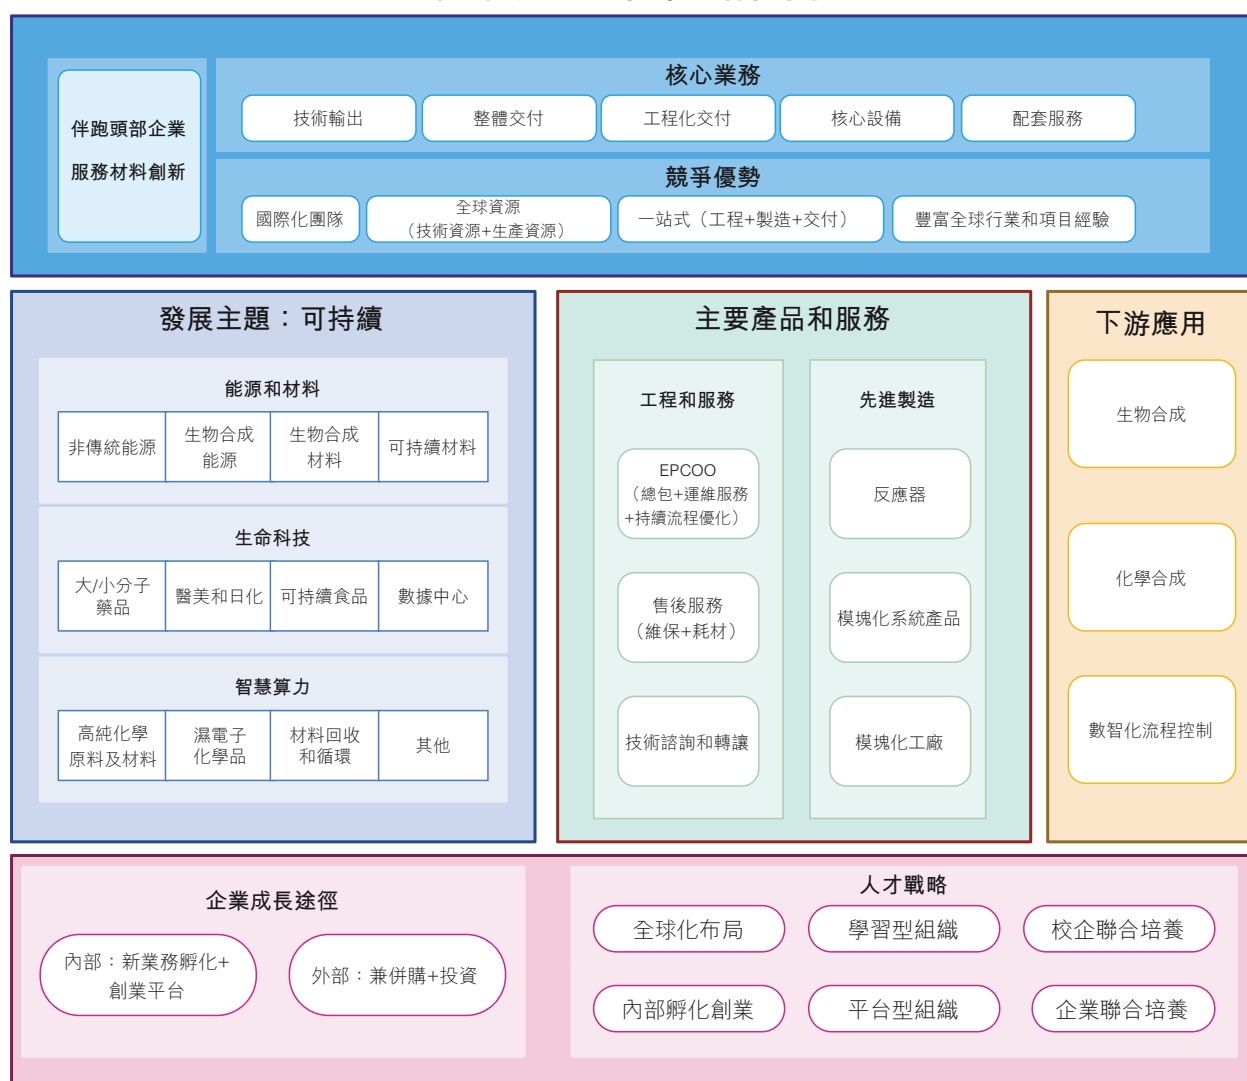 伴跑頭部企業
服務材料創新
核心業務
技術輸出
整體交付
工程化交付
核心設備
配套服務
競爭優勢
國際化團隊
全球資源
（技術資源+生產資源）
一站式（工程+製造+交付）
豐富全球行業和項目經驗
發展主題：可持續
能源和材料
非傳統能源
生物合成
能源
生物合成
材料
可持續材料
生命科技
大/小分子
藥品
醫美和日化
可持續食品
數據中心
智慧算力
高純化學
原料及材料
濕電子
化學品
材料回收
和循環
其他
主要產品和服務
工程和服務
EPCOO
（總包+運維服務
+持續流程優化）
售後服務
（維保+耗材）
技術諮詢和轉讓
先進製造
反應器
模塊化系統產品
模塊化工廠
下游應用
生物合成
化學合成
數智化流程控制
企業成長途徑
內部：新業務孵化+
創業平台
外部：兼併購+投資
人才戰略
全球化布局
學習型組織
校企聯合培養
內部孵化創業
平台型組織
企業聯合培養